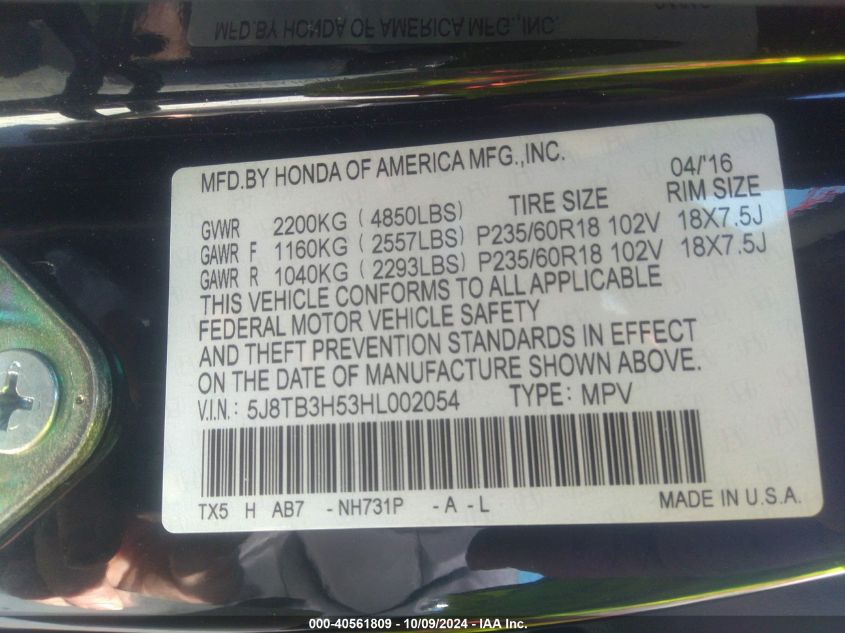 MFD.BY HONDA OF AMERICA MFG.,INC.
MFD.BY HONDA OF AMERICA MFG.,INC. 04/'16
TIRE SIZE RIM SIZE
GVWR 2200KG ( 4850LBS)
GAWR F 1160KG ( 2557LBS) P235/60R18 102V 18X7.5J
GAWR R 1040KG ( 2293LBS) P235/60R18 102V 18X7.5J
THIS VEHICLE CONFORMS TO ALL APPLICABLE
FEDERAL MOTOR VEHICLE SAFETY
AND THEFT PREVENTION STANDARDS IN EFFECT
ON THE DATE OF MANUFACTURE SHOWN ABOVE.
V.I.N.: 5J8TB3H53HL002054 TYPE: MPV
TX5 H AB7 - NH731P - A - L MADE IN U.S.A.
000-40561809 - 10/09/2024 - IAA Inc.